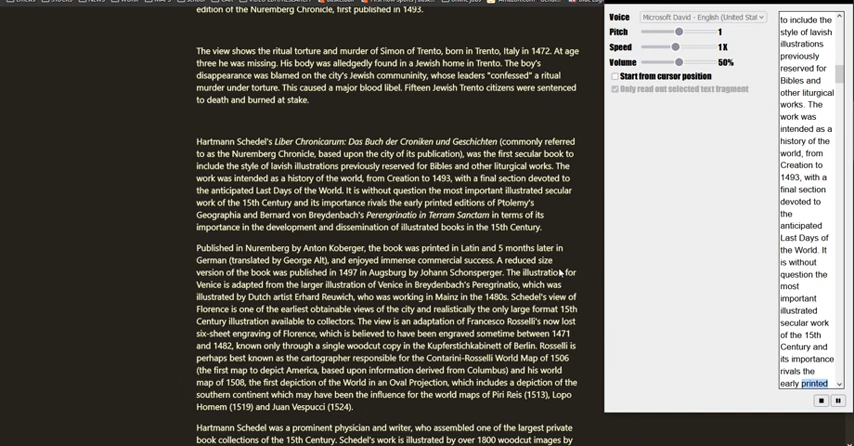 edition of the Nuremberg Chronicle, first published in 1493.
The view shows the ritual torture and murder of Simon of Trento, born in Trento, Italy in 1472. At age
three he was missing. His body was alledgedly found in a Jewish home in Trento. The boy's
disappearance was blamed on the city's Jewish communinity, whose leaders "confessed" a ritual
murder under torture. This caused a major blood libel. Fifteen Jewish Trento citizens were sentenced
to death and burned at stake.
Hartmann Schedel's Liber Chronicarum: Das Buch der Croniken und Geschichten (commonly referred
to as the Nuremberg Chronicle, based upon the city of its publication), was the first secular book to
include the style of lavish illustrations previously reserved for Bibles and other liturgical works. The
work was intended as a history of the world, from Creation to 1493, with a final section devoted to
the anticipated Last Days of the World. It is without question the most important illustrated secular
work of the 15th Century and its importance rivals the early printed editions of Ptolemy's
Geographia and Bernard von Breydenbach's Perengrinatio in Terram Sanctam in terms of its
importance in the development and dissemination of illustrated books in the 15th Century.
Published in Nuremberg by Anton Koberger, the book was printed in Latin and 5 months later in
German (translated by George Alt), and enjoyed immense commercial success. A reduced size
version of the book was published in 1497 in Augsburg by Johann Schonsperger. The illustration for
Venice is adapted from the larger illustration of Venice in Breydenbach's Peregrinatio, which was
illustrated by Dutch artist Erhard Reuwich, who was working in Mainz in the 1480s. Schedel's view of
Florence is one of the earliest obtainable views of the city and realistically the only large format 15th
Century illustration available to collectors. The view is an adaptation of Francesco Rosselli's now lost
six-sheet engraving of Florence, which is believed to have been engraved sometime between 1471
and 1482, known only through a single woodcut copy in the Kupferstichkabinett of Berlin. Rosselli is
perhaps best known as the cartographer responsible for the Contarini-Rosselli World Map of 1506
(the first map to depict America, based upon information derived from Columbus) and his world
map of 1508, the first depiction of the World in an Oval Projection, which includes a depiction of the
southern continent which may have been the influence for the world maps of Piri Reis (1513), Lopo
Homem (1519) and Juan Vespucci (1524).
Hartmann Schedel was a prominent physician and writer, who assembled one of the largest private
book collections of the 15th Century. Schedel's work is illustrated by over 1800 woodcut images by
Voice Microsoft David - English (United Stat
Pitch 1
Speed 1 X
Volume 50%
Start from cursor position
Only read out selected text fragment
to include the
style of lavish
illustrations
previously
reserved for
Bibles and
other liturgical
works. The
work was
intended as a
history of the
world, from
Creation to
1493, with a
final section
devoted to
the
anticipated
Last Days of
the World. It
is without
question the
most
important
illustrated
secular work
of the 15th
Century and
its importance
rivals the
early printed